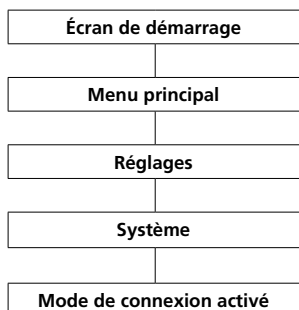 Écran de démarrage
Menu principal
Réglages
Système
Mode de connexion activé